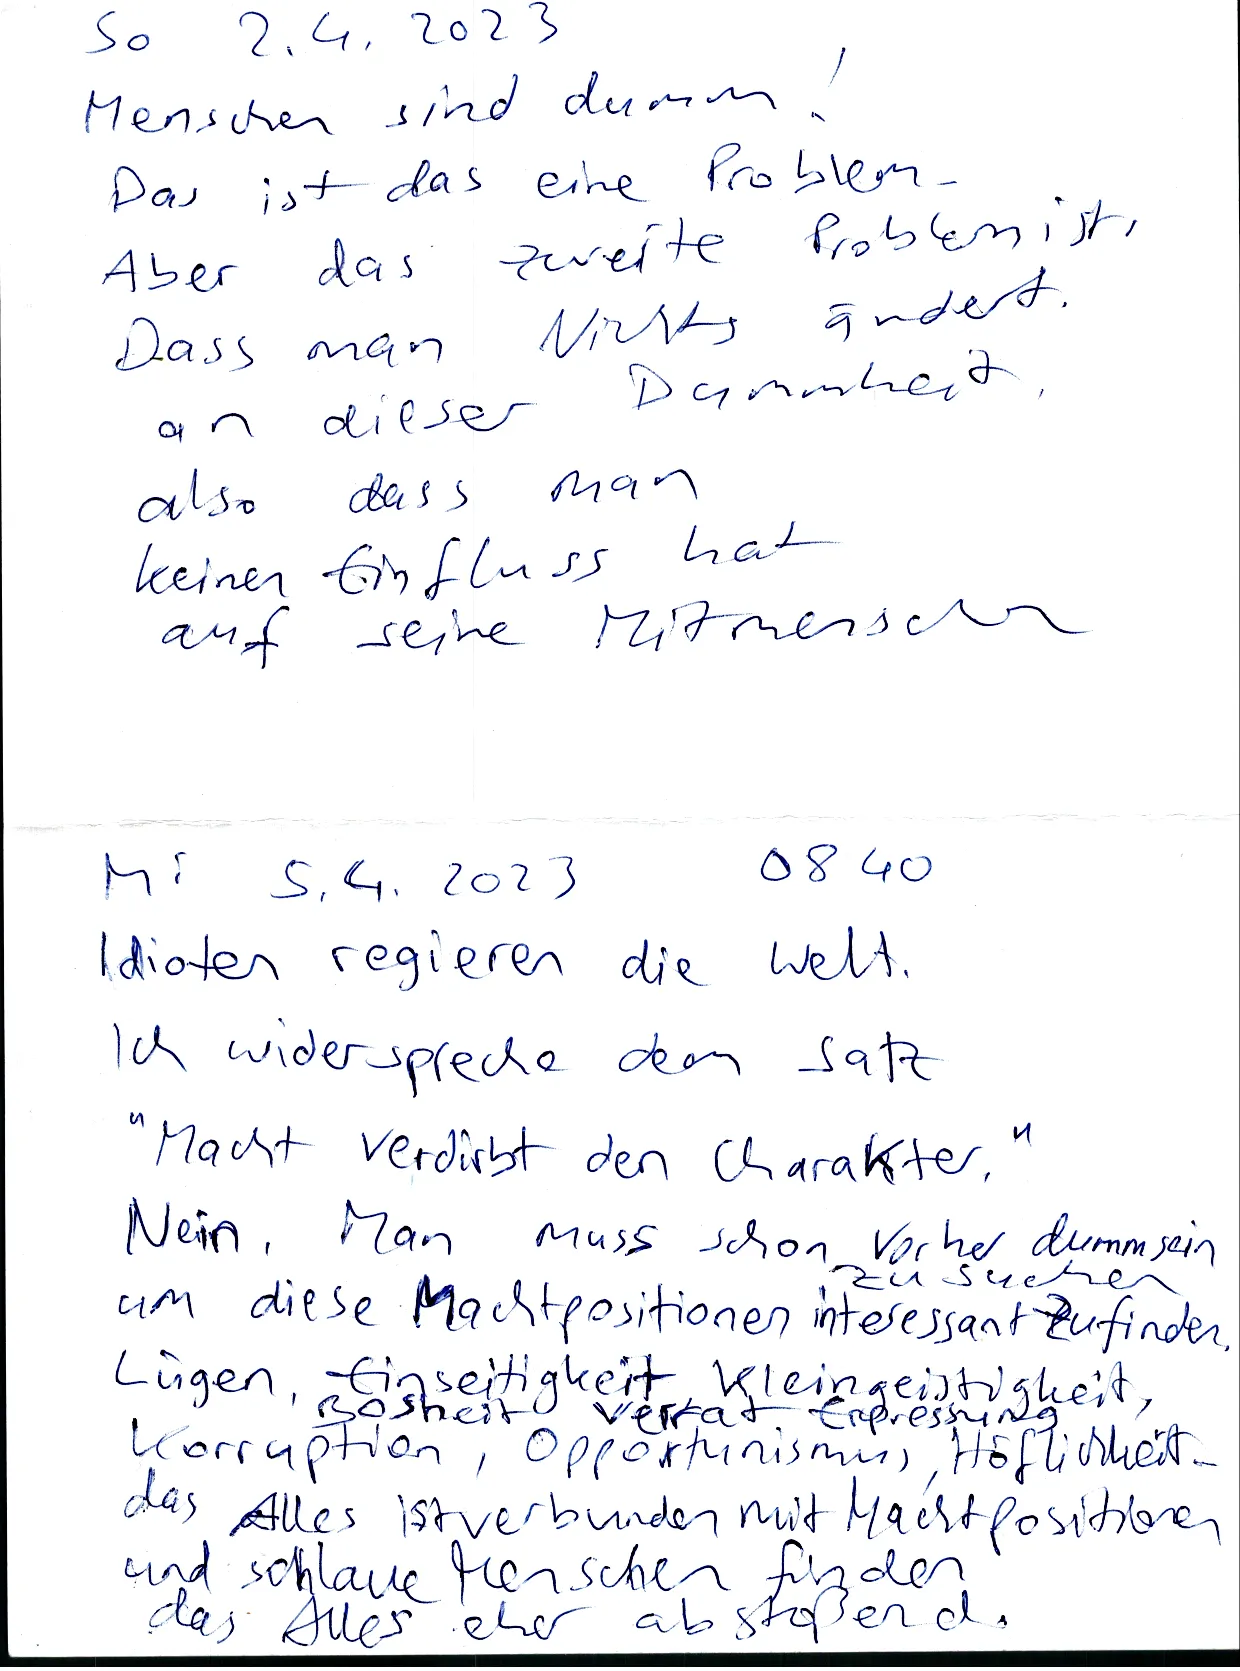 So 2.4.2023
Menschen sind dumm!
Das ist das eine Problem.
Aber das zweite Problem ist,
Dass man Nichts ändert.
an dieser Dummheit,
also dass man
keinen Einfluss hat
auf seine Mitmenschen
Mi 5.4.2023 0840
Idioten regieren die Welt.
Ich widerspreche dem Satz
"Macht verdirbt den Charakter."
Nein. Man muss schon vorher dumm sein
zu suchen
um diese Machtpositionen interessant zu finden.
Lügen, Einseitigkeit, Kleingeistigkeit,
Bosheit Verrat Erpressung
Korruption, Opportunismus, Höflichkeit-
das Alles ist verbunden mit Machtpositionen
und schlaue Menschen finden
das Alles eher abstoßend.